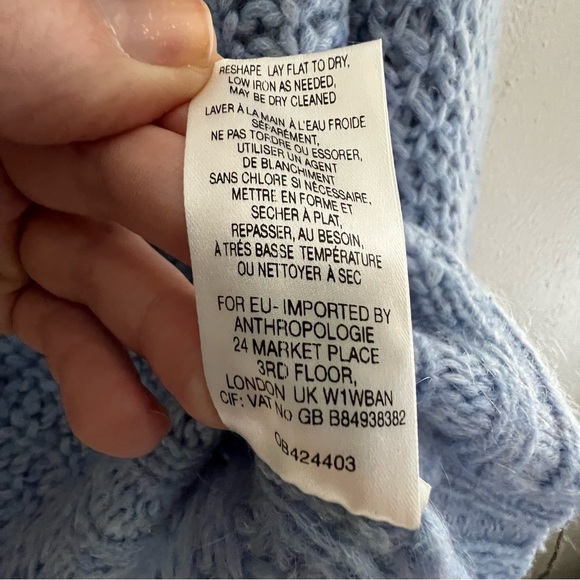 RESHAPE LAY FLAT TO DRY,
LOW IRON AS NEEDED,
MAY BE DRY CLEANED
LAVER À LA MAIN À L'EAU FROIDE
SÉPARÉMENT,
NE PAS TORDRE OU ESSORER,
UTILISER UN AGENT
DE BLANCHIMENT
SANS CHLORE SI NÉCESSAIRE,
METTRE EN FORME ET
SECHER À PLAT,
REPASSER, AU BESOIN,
À TRÉS BASSE TEMPÉRATURE
OU NETTOYER À SEC
FOR EU- IMPORTED BY
ANTHROPOLOGIE
24 MARKET PLACE
3RD FLOOR,
LONDON UK W1WBAN
CIF: VAT No GB B84938382
OB424403